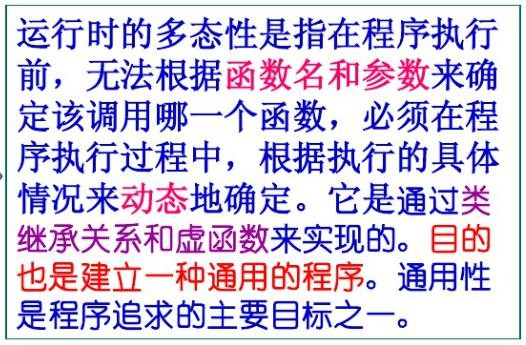 运行时的多态性是指在程序执行
前，无法根据函数名和参数来确
定该调用哪一个函数，必须在程
序执行过程中，根据执行的具体
情况来动态地确定。它是通过类
继承关系和虚函数来实现的。目的
也是建立一种通用的程序。通用性
是程序追求的主要目标之一。